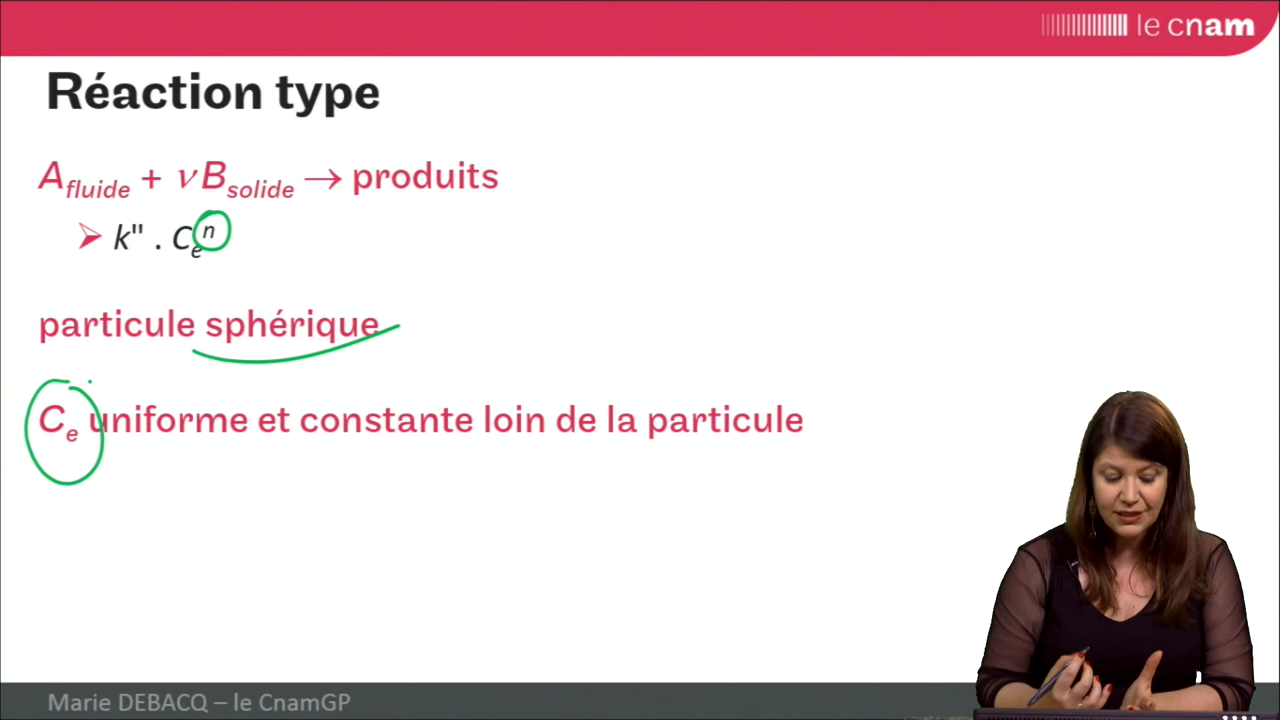 le cnam
Réaction type
A_fluide + νB_solide → produits
➢ k" . C_e^n
particule sphérique
C_e uniforme et constante loin de la particule
Marie DEBACQ – le CnamGP